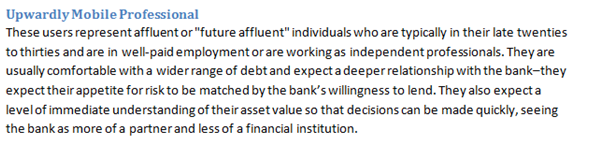 Upwardly Mobile Professional
These users represent affluent or "future affluent" individuals who are typically in their late twenties
to thirties and are in well-paid employment or are working as independent professionals. They are
usually comfortable with a wider range of debt and expect a deeper relationship with the bank–they
expect their appetite for risk to be matched by the bank’s willingness to lend. They also expect a
level of immediate understanding of their asset value so that decisions can be made quickly, seeing
the bank as more of a partner and less of a financial institution.